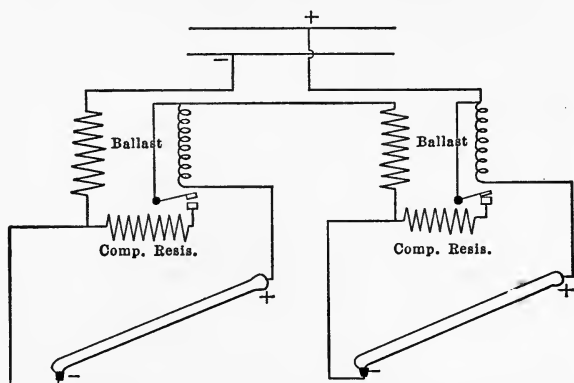 +
−
Ballast
Ballast
Comp. Resis.
Comp. Resis.
+
+
−
−